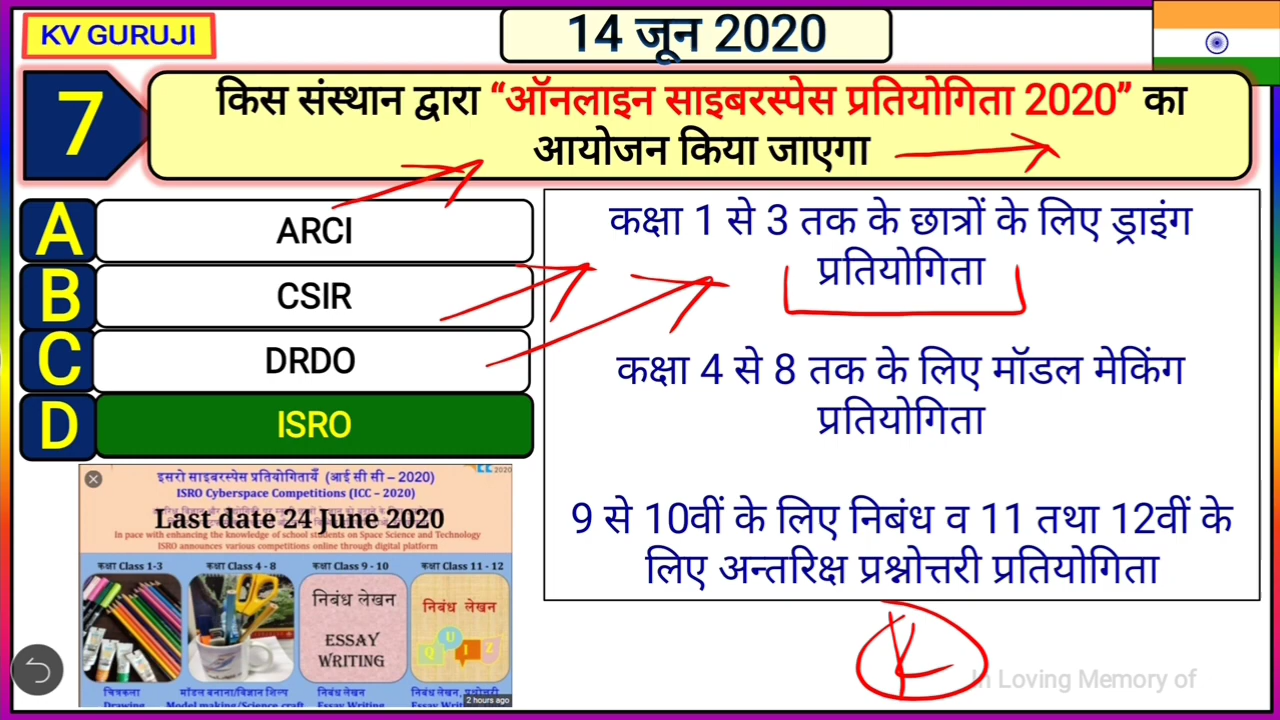 KV GURUJI
14 जून 2020
7
किस संस्थान द्वारा “ऑनलाइन साइबरस्पेस प्रतियोगिता 2020” का
आयोजन किया जाएगा
A
ARCI
B
CSIR
C
DRDO
D
ISRO
कक्षा 1 से 3 तक के छात्रों के लिए ड्राइंग
प्रतियोगिता
कक्षा 4 से 8 तक के लिए मॉडल मेकिंग
प्रतियोगिता
9 से 10वीं के लिए निबंध व 11 तथा 12वीं के
लिए अन्तरिक्ष प्रश्नोत्तरी प्रतियोगिता
2020
इसरो साइबरस्पेस प्रतियोगितायेँ (आई सी सी – 2020)
ISRO Cyberspace Competitions (ICC – 2020)
Last date 24 June 2020
In pace with enhancing the knowledge of school students on Space Science and Technology
ISRO announces various competitions online through digital platform
कक्षा Class 1-3
कक्षा Class 4 - 8
कक्षा Class 9 - 10
कक्षा Class 11 - 12
निबंध लेखन
ESSAY
WRITING
निबंध लेखन
QUIZ
चित्रकला
मॉडल बनाना/विज्ञान शिल्प
निबंध लेखन
निबंध लेखन, प्रश्नोत्तरी
Drawing
Model making/Science craft
Essay Writing
2 hours ago
K
In Loving Memory of